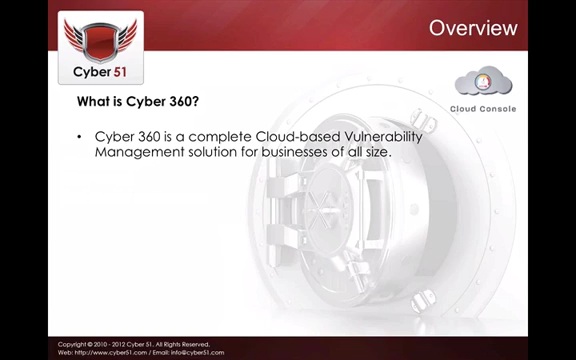 Overview
Cyber 51
Cloud Console
What is Cyber 360?
• Cyber 360 is a complete Cloud-based Vulnerability
Management solution for businesses of all size.
Copyright © 2010 - 2012 Cyber 51. All Rights Reserved.
Web: http://www.cyber51.com / Email: info@cyber51.com